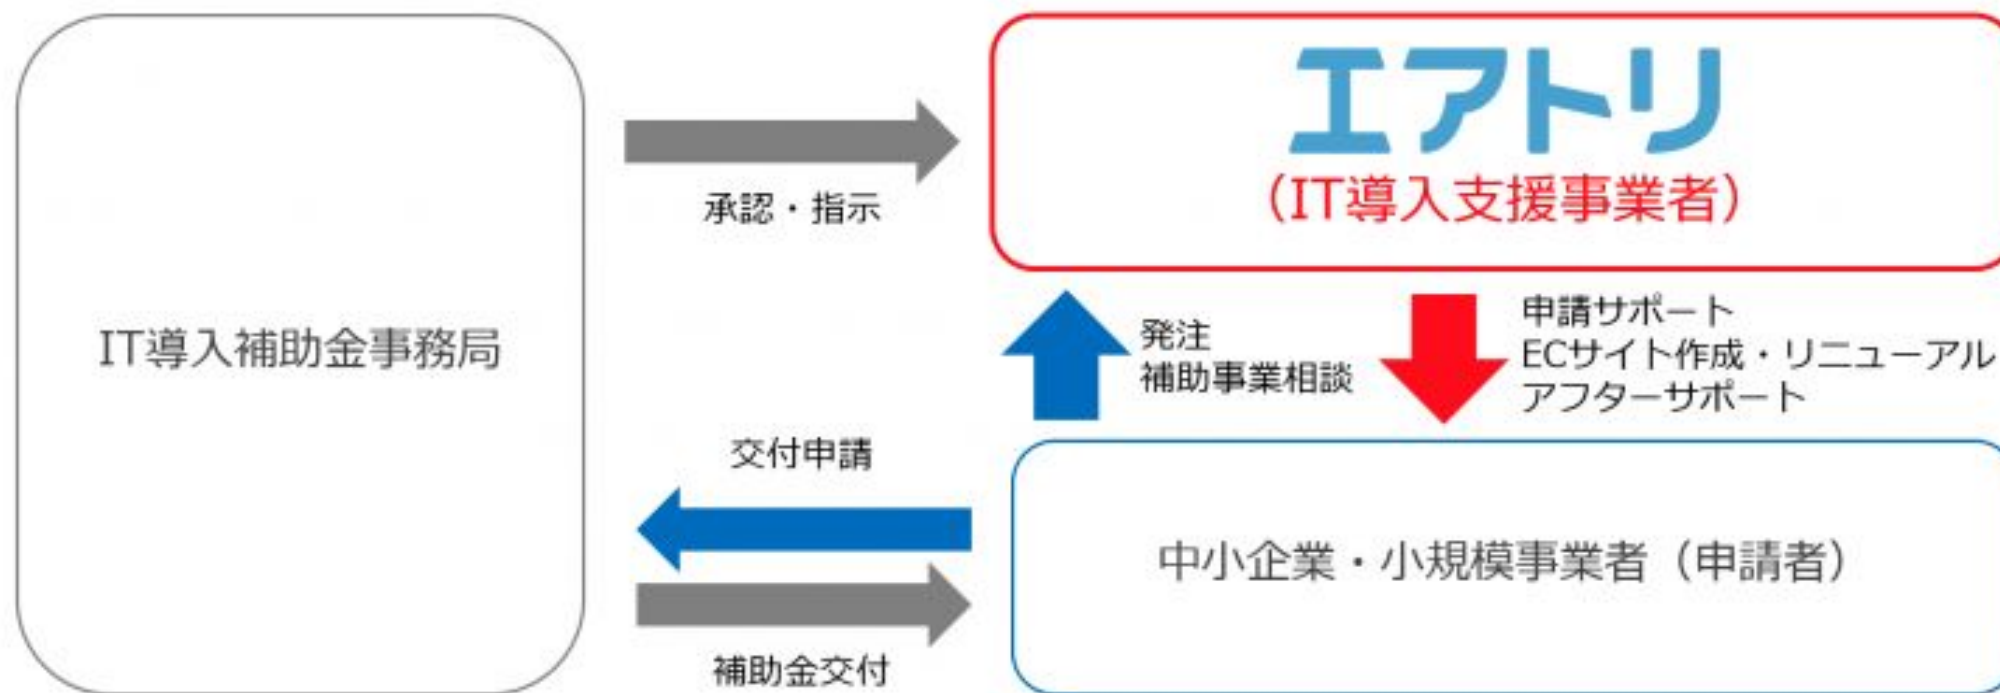 エアトリ
（IT導入支援事業者）
承認・指示
IT導入補助金事務局
発注
補助事業相談
申請サポート
ECサイト作成・リニューアル
アフターサポート
交付申請
中小企業・小規模事業者（申請者）
補助金交付